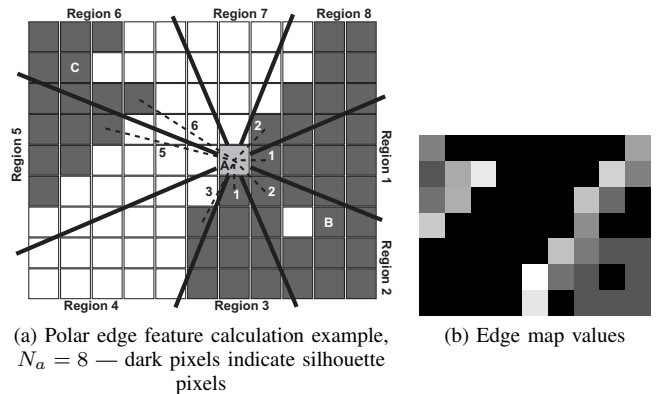 Region 6
Region 7
Region 8
C
2
6
Region 5
5
A
1
Region 1
3
1
2
B
Region 2
Region 4
Region 3
(a) Polar edge feature calculation example,
Nₐ = 8 — dark pixels indicate silhouette
pixels
(b) Edge map values